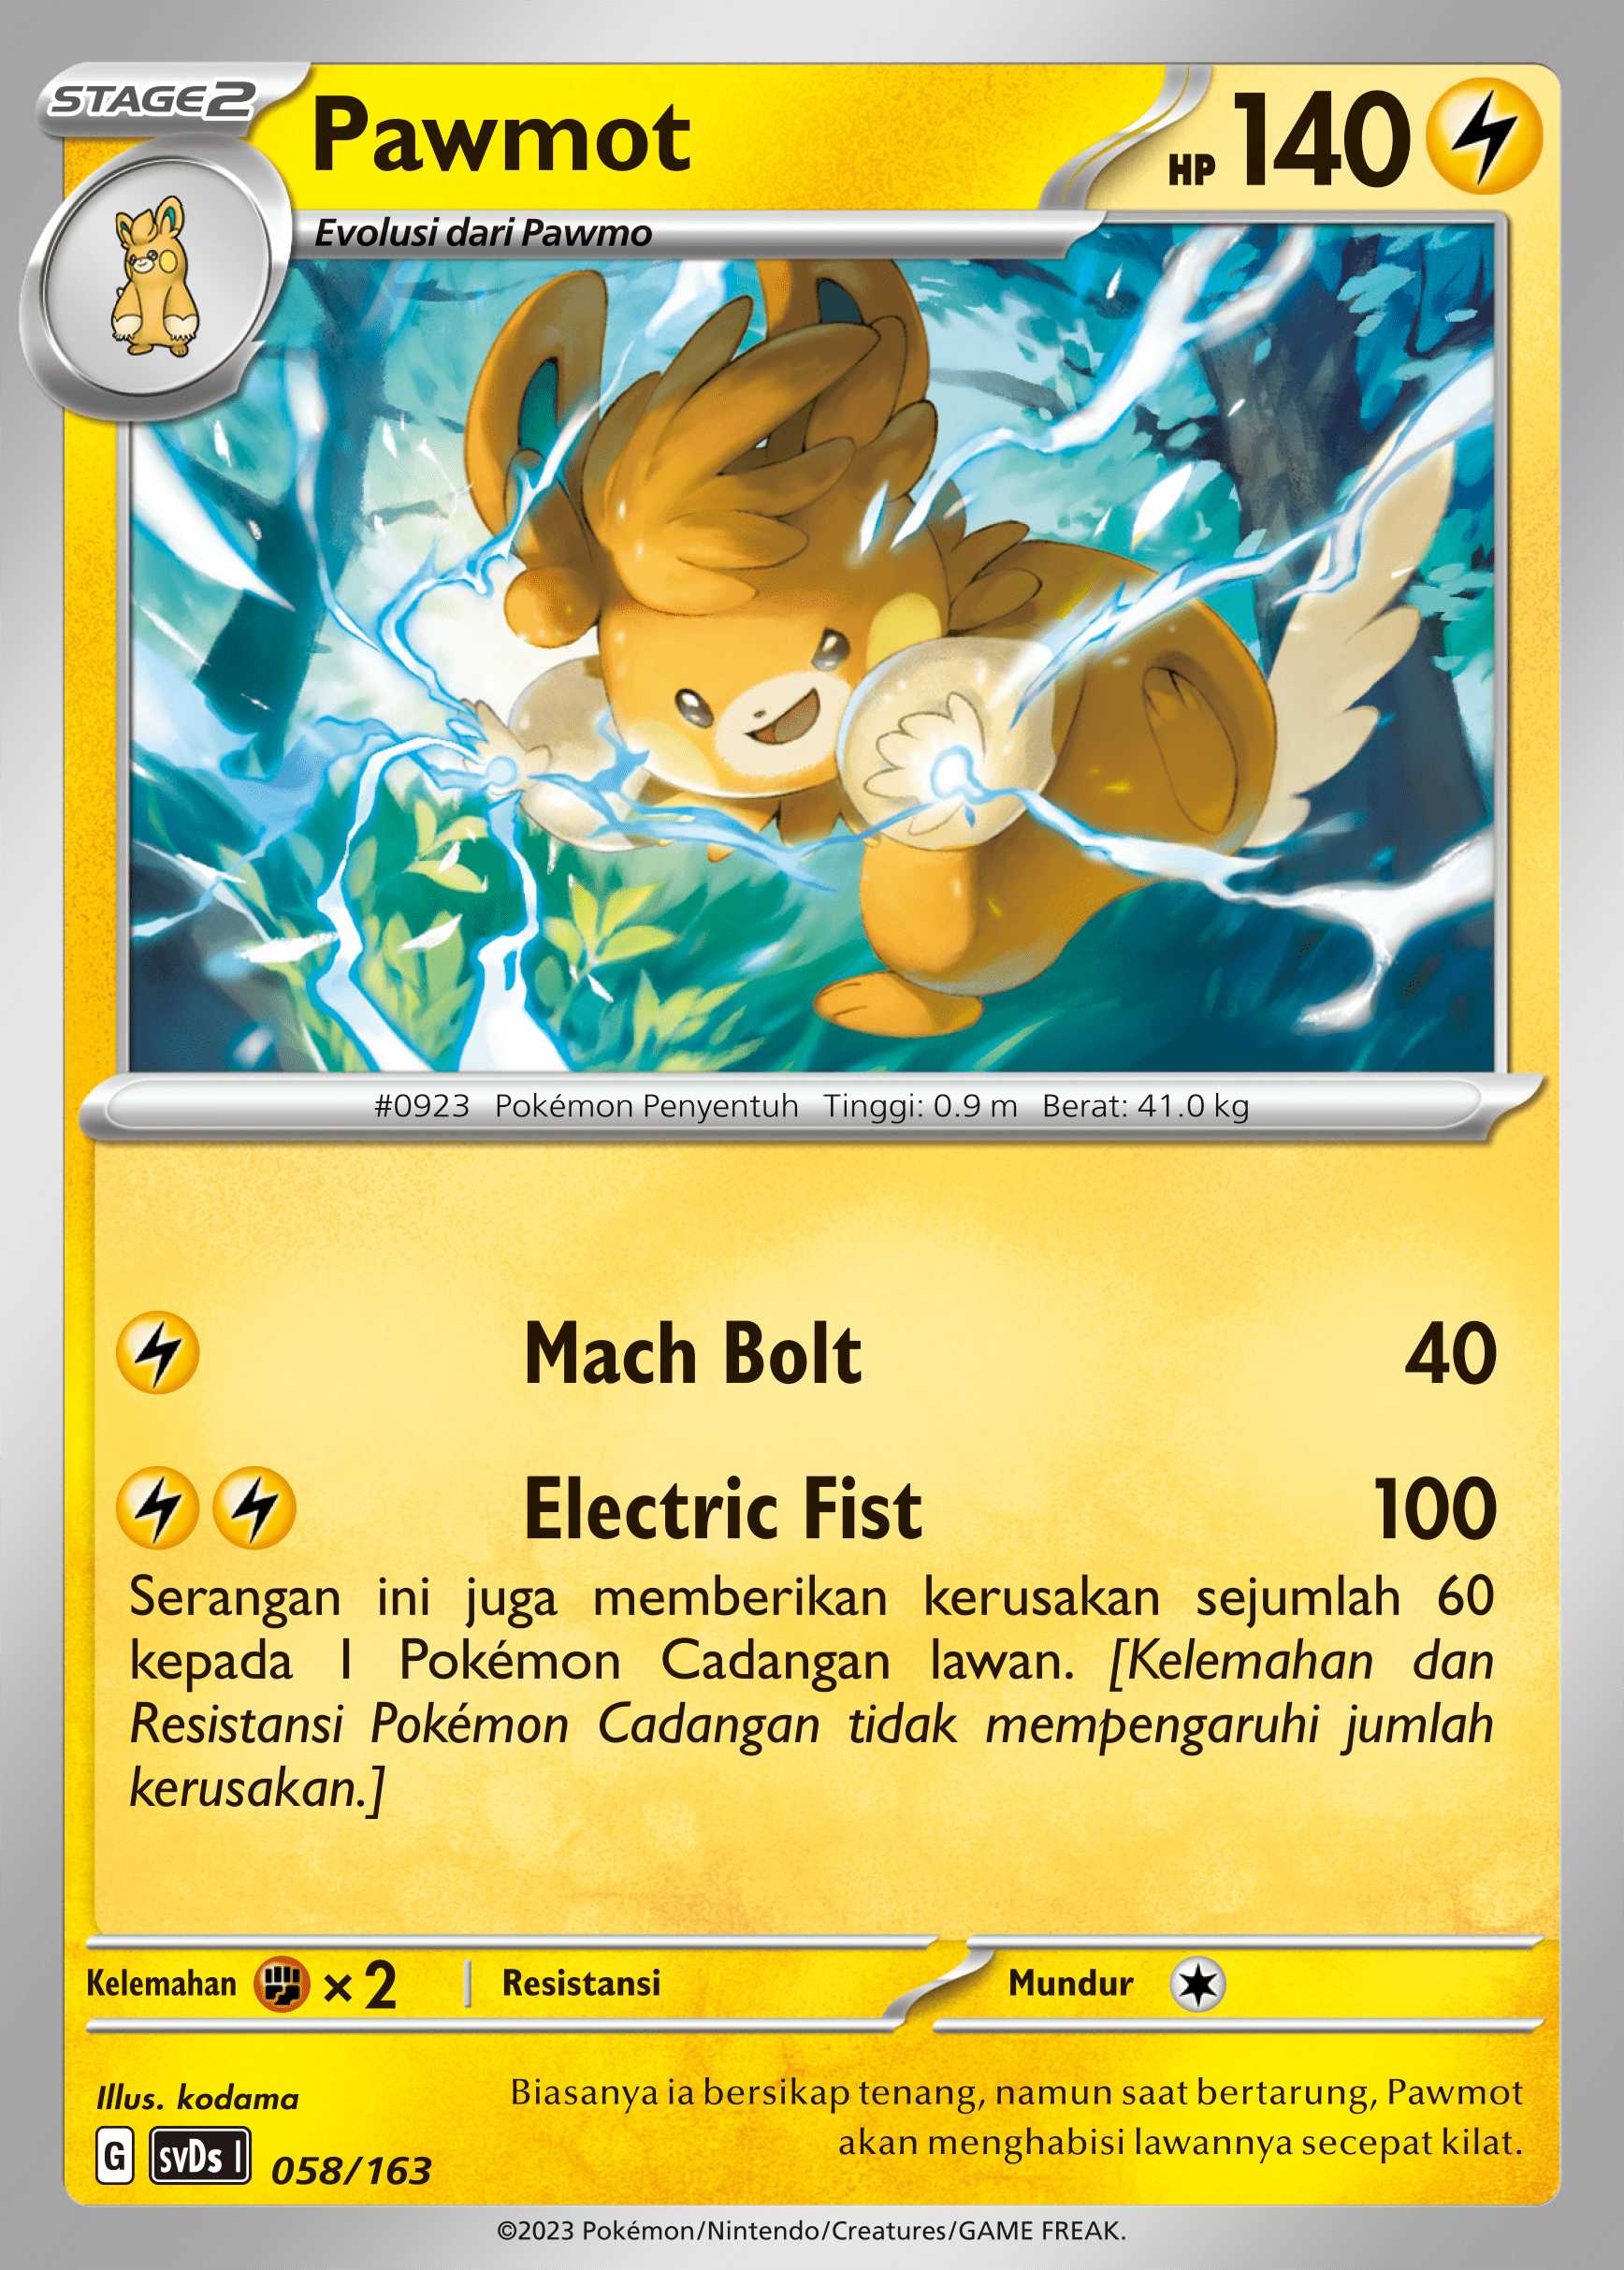 STAGE2
Pawmot
HP 140
Evolusi dari Pawmo
#0923 Pokémon Penyentuh Tinggi: 0.9 m Berat: 41.0 kg
Mach Bolt 40
Electric Fist 100
Serangan ini juga memberikan kerusakan sejumlah 60
kepada 1 Pokémon Cadangan lawan. [Kelemahan dan
Resistansi Pokémon Cadangan tidak mempengaruhi jumlah
kerusakan.]
Kelemahan ×2 | Resistansi Mundur
Illus. kodama
Biasanya ia bersikap tenang, namun saat bertarung, Pawmot
akan menghabisi lawannya secepat kilat.
G svDs I 058/163
©2023 Pokémon/Nintendo/Creatures/GAME FREAK.